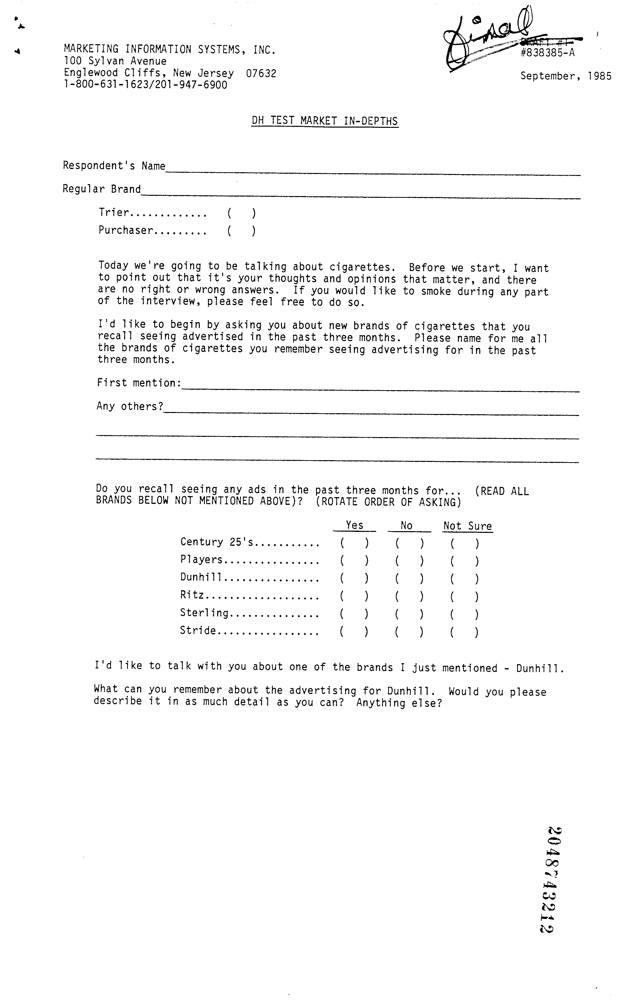 Final
DRAFT #1
MARKETING INFORMATION SYSTEMS, INC.
#838385-A
100 Sylvan Avenue
Englewood Cliffs, New Jersey 07632
September, 1985
1-800-631-1623/201-947-6900
DH TEST MARKET IN-DEPTHS
Respondent's Name
Regular Brand
Trier............. ( )
Purchaser......... ( )
Today we're going to be talking about cigarettes. Before we start, I want
to point out that it's your thoughts and opinions that matter, and there
are no right or wrong answers. If you would like to smoke during any part
of the interview, please feel free to do so.
I'd like to begin by asking you about new brands of cigarettes that you
recall seeing advertised in the past three months. Please name for me all
the brands of cigarettes you remember seeing advertising for in the past
three months.
First mention:
Any others?
Do you recall seeing any ads in the past three months for... (READ ALL
BRANDS BELOW NOT MENTIONED ABOVE)? (ROTATE ORDER OF ASKING)
Yes No Not Sure
Century 25's........... ( ) ( ) ( )
Players................ ( ) ( ) ( )
Dunhill................ ( ) ( ) ( )
Ritz................... ( ) ( ) ( )
Sterling............... ( ) ( ) ( )
Stride................. ( ) ( ) ( )
I'd like to talk with you about one of the brands I just mentioned - Dunhill.
What can you remember about the advertising for Dunhill. Would you please
describe it in as much detail as you can? Anything else?
2048743212